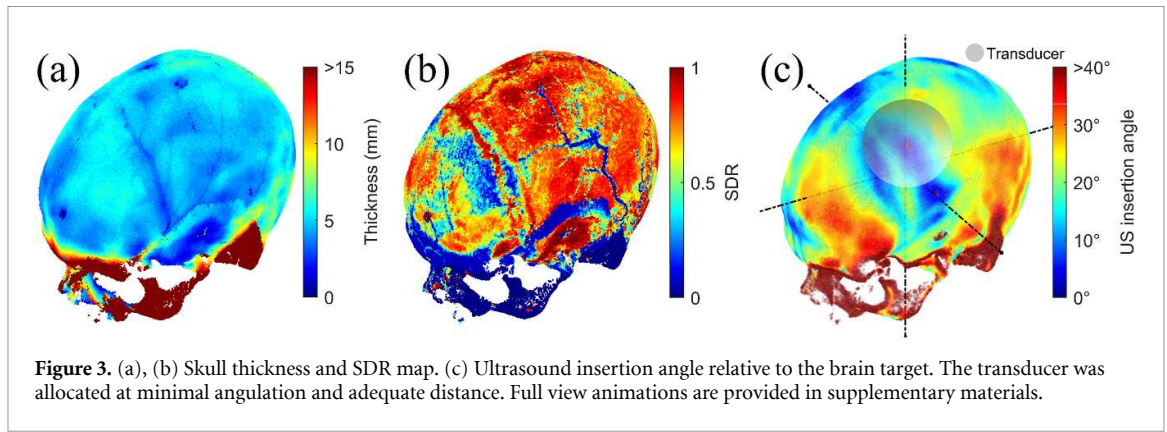 (a)
>15
10
5
0
Thickness (mm)
(b)
1
0.5
0
SDR
(c)
Transducer
>40°
30°
20°
10°
0°
US insertion angle
Figure 3. (a), (b) Skull thickness and SDR map. (c) Ultrasound insertion angle relative to the brain target. The transducer was
allocated at minimal angulation and adequate distance. Full view animations are provided in supplementary materials.